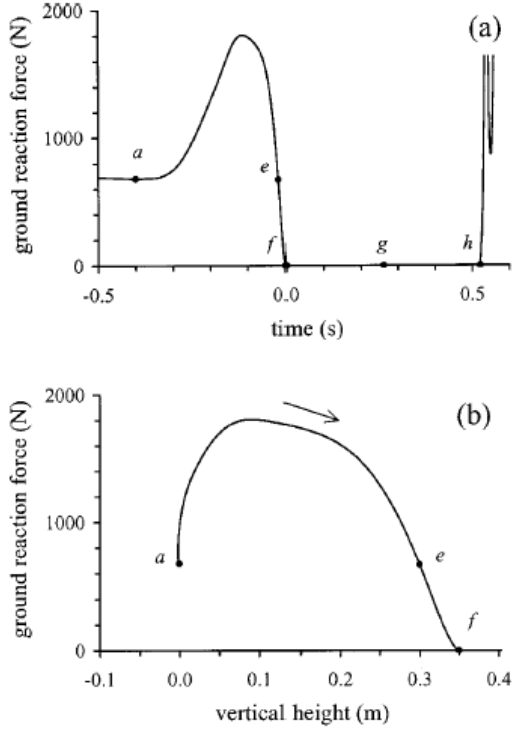 (a)
ground reaction force (N)
2000
1000
0
a
e
f
g
h
-0.5
0.0
0.5
time (s)
(b)
ground reaction force (N)
2000
1000
0
a
e
f
-0.1
0.0
0.1
0.2
0.3
0.4
vertical height (m)